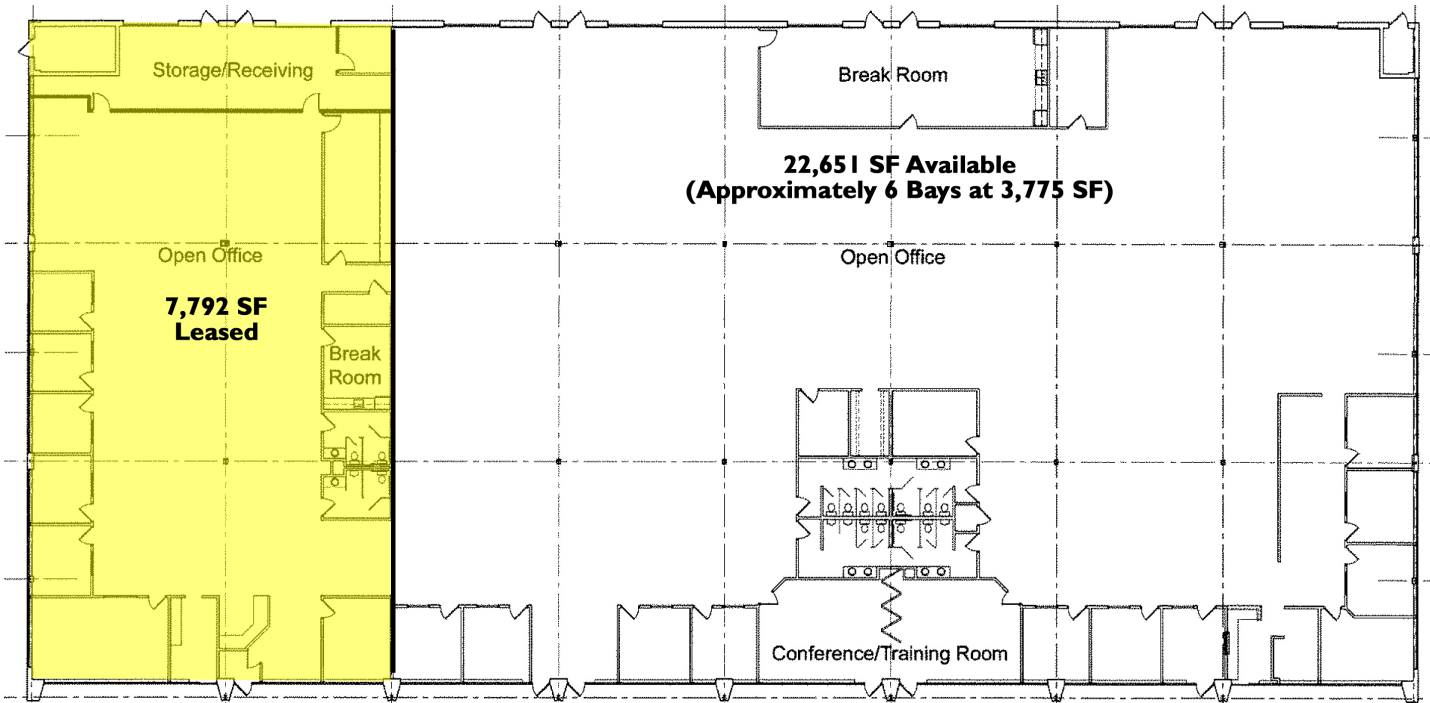 Storage/Receiving
Break Room
22,651 SF Available
(Approximately 6 Bays at 3,775 SF)
Open Office
Open Office
7,792 SF
Leased
Break
Room
Conference/Training Room